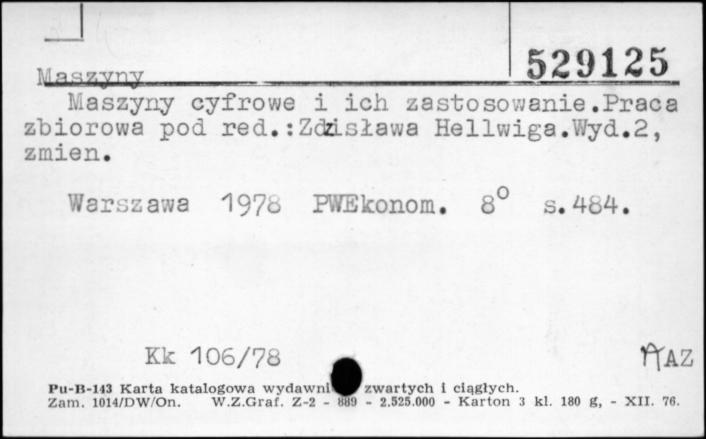 529125
Maszyny
Maszyny cyfrowe i ich zastosowanie.Praca
zbiorowa pod red.:Zdzisława Hellwiga.Wyd.2,
zmien.
Warszawa 1978 PWEkonom. 8° s.484.
Kk 106/78
AZ
Pu-B-143 Karta katalogowa wydawni zwartych i ciągłych.
Zam. 1014/DW/On. W.Z.Graf. Z-2 - 889 - 2.525.000 - Karton 3 kl. 180 g, - XII. 76.